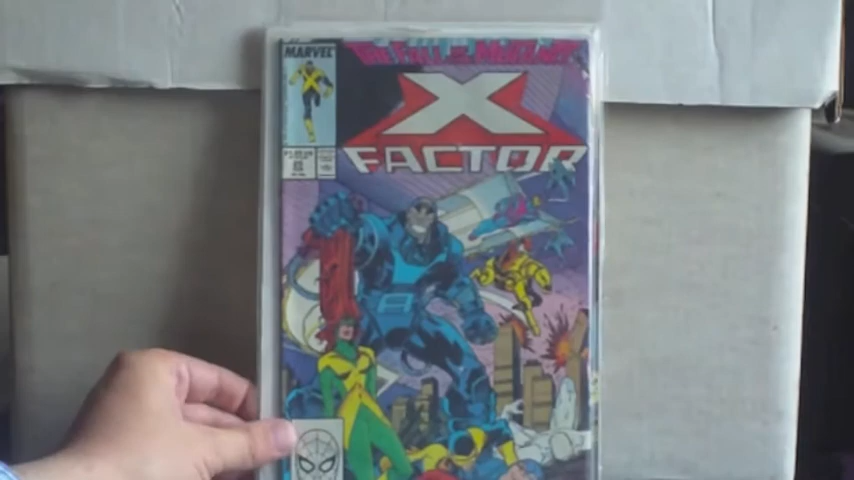 MARVEL
THE FALL OF THE MUTANTS
X
FACTOR
A